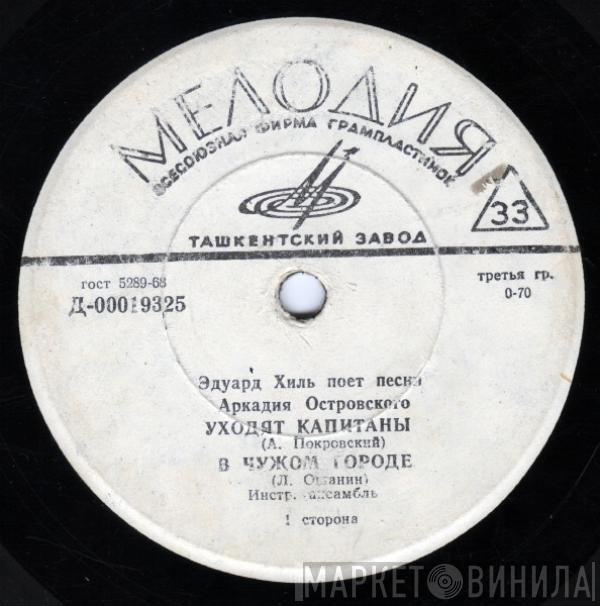 МЕЛОДИЯ
ВСЕСОЮЗНАЯ ФИРМА ГРАМПЛАСТИНОК
33
ТАШКЕНТСКИЙ ЗАВОД
гост 5289-68
Д-00019325
третья гр.
0-70
Эдуард Хиль поет песни
Аркадия Островского
УХОДЯТ КАПИТАНЫ
(А. Покровский)
В ЧУЖОМ ГОРОДЕ
(Л. Ошанин)
Инстр. ансамбль
1 сторона
МАРКЕТ ВИНИЛА